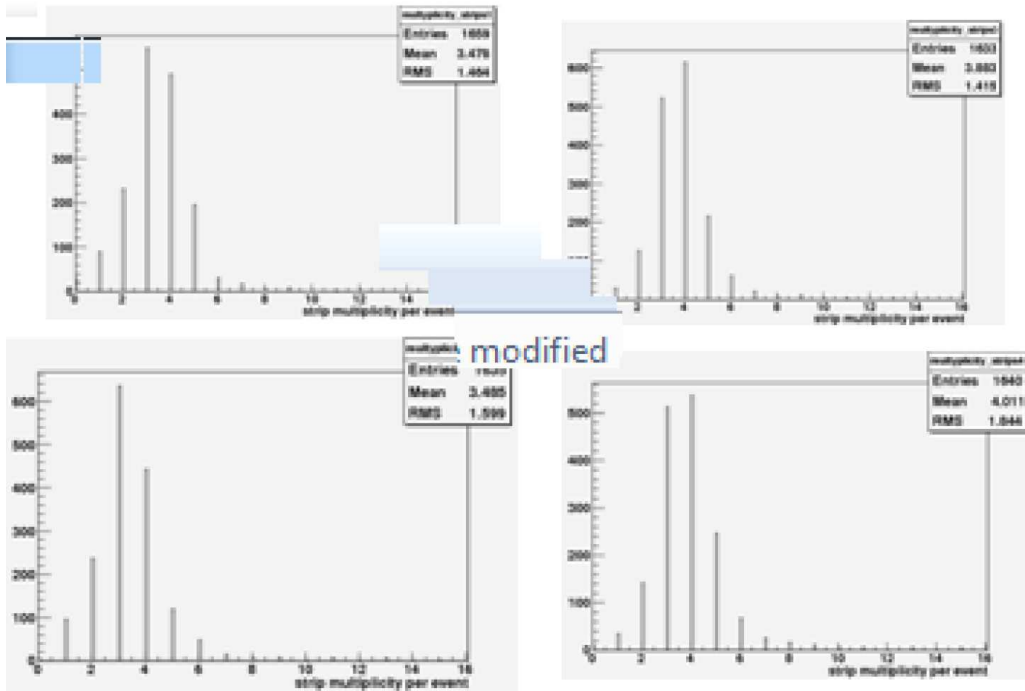 Entries 1659
Mean 3.478
RMS 1.464
400
300
200
100
0
0 2 4 6 8 10 12 14
strip multiplicity per event
Entries 1633
Mean
RMS 1.415
600
500
400
300
200
0 2 4 6 8 10 12 14 16
strip multiplicity per event
modified
Entries
Mean 3.485
RMS 1.599
600
500
400
300
200
100
0
0 2 4 6 8 10 12 14 16
strip multiplicity per event
Entries 1640
Mean 4.011
RMS 1.644
500
400
300
200
100
0
0 2 4 6 8 10 12 14 16
strip multiplicity per event